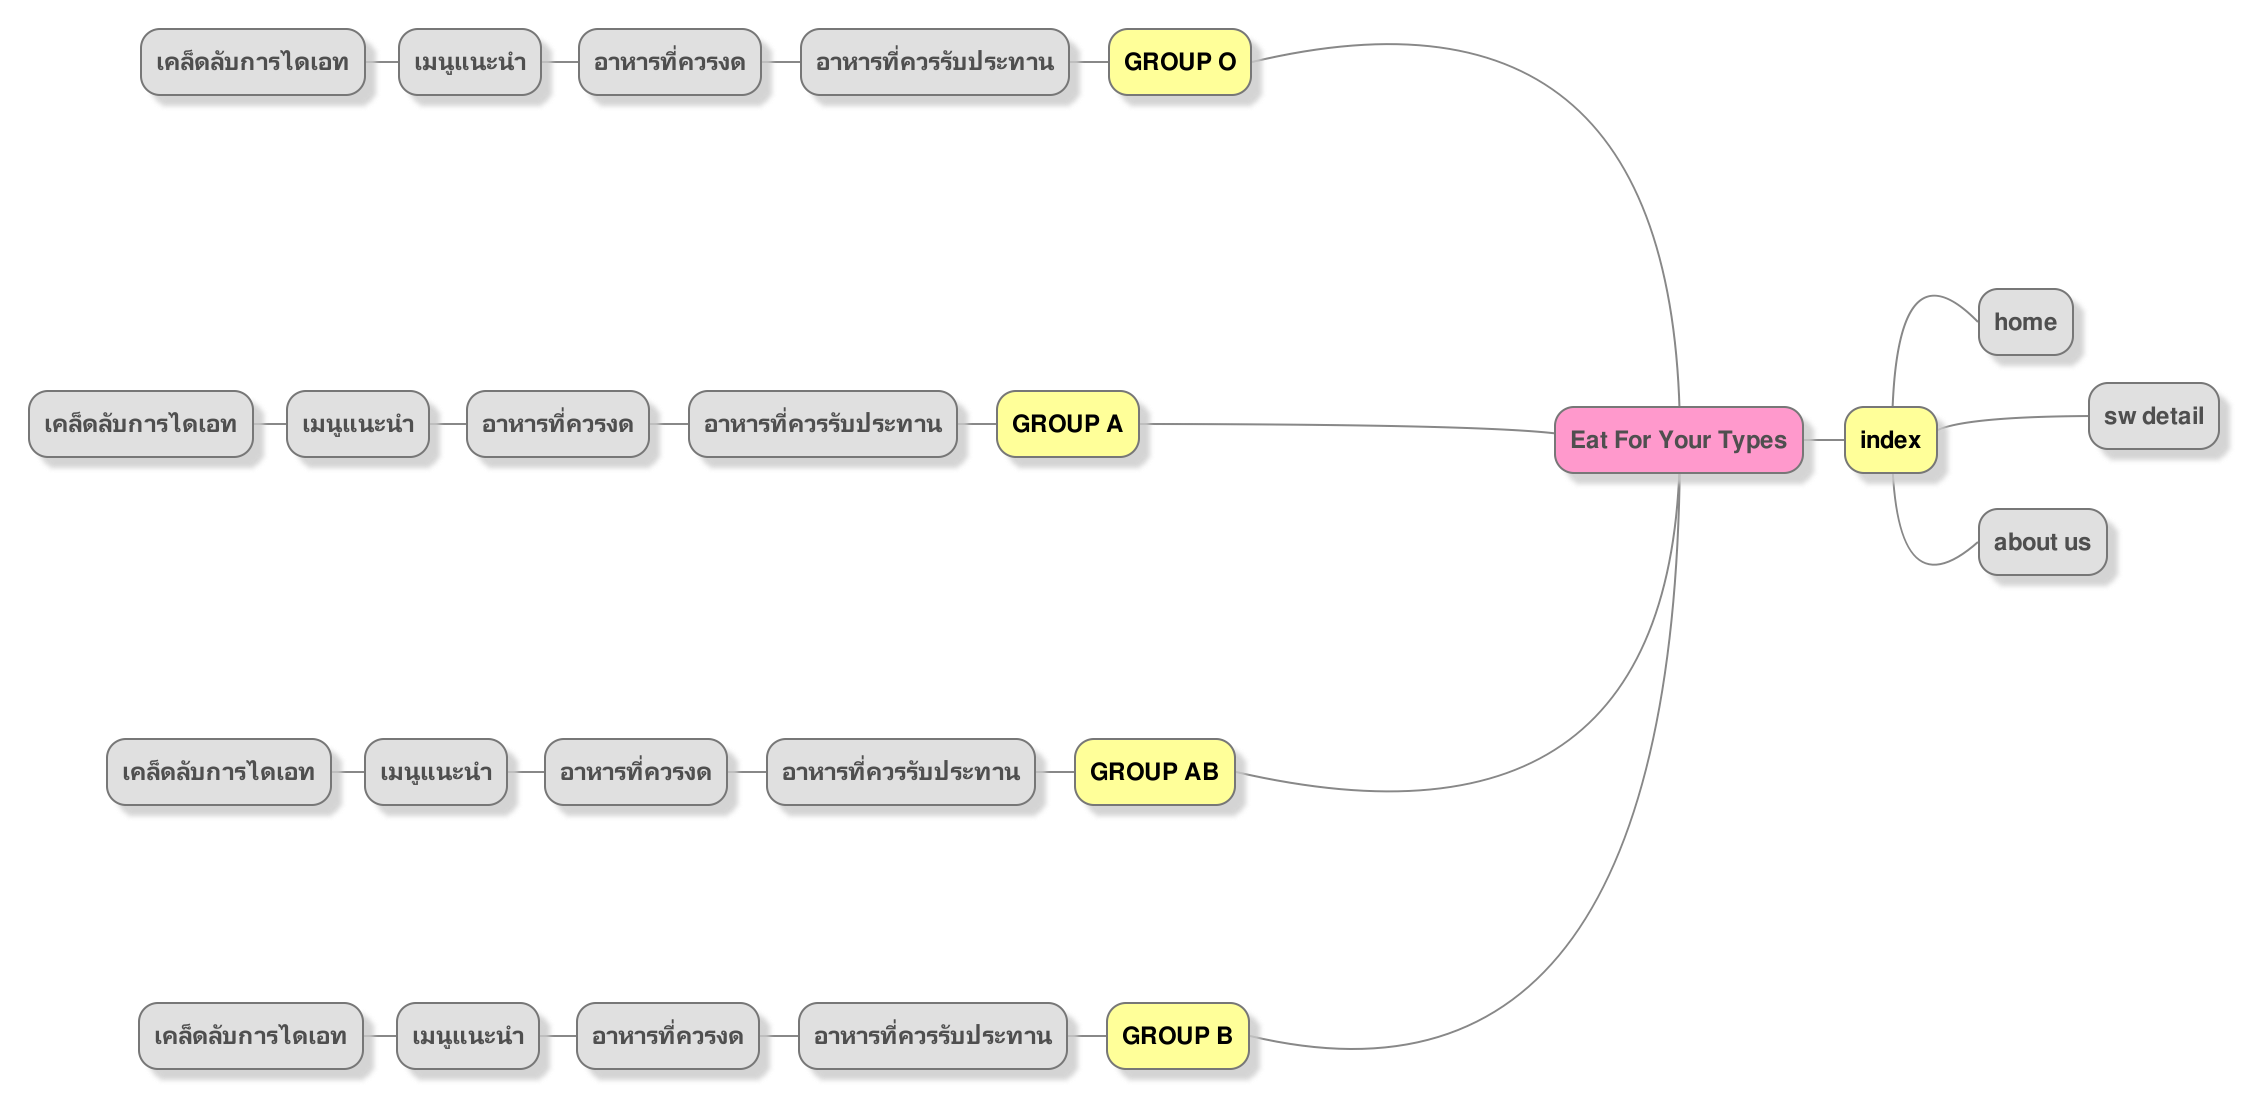 เคล็ดลับการไดเอท เมนูแนะนำ อาหารที่ควรงด อาหารที่ควรรับประทาน GROUP O
home
เคล็ดลับการไดเอท เมนูแนะนำ อาหารที่ควรงด อาหารที่ควรรับประทาน GROUP A Eat For Your Types index sw detail
about us
เคล็ดลับการไดเอท เมนูแนะนำ อาหารที่ควรงด อาหารที่ควรรับประทาน GROUP AB
เคล็ดลับการไดเอท เมนูแนะนำ อาหารที่ควรงด อาหารที่ควรรับประทาน GROUP B